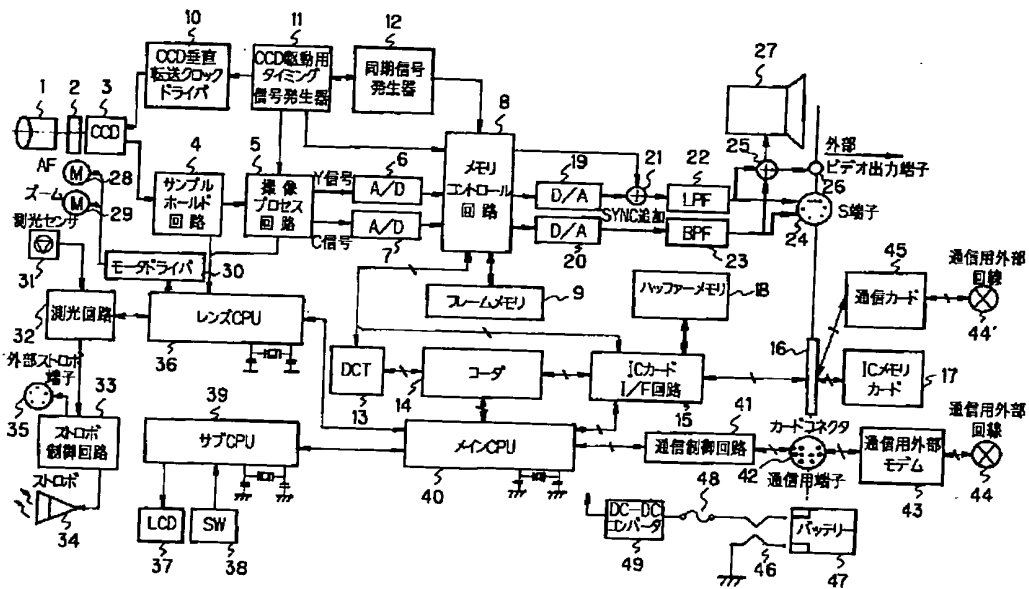 10
11
12
CCD垂直
転送クロック
ドライバ
CCD駆動用
タイミング
信号発生器
同期信号
発生器
27
1
2
3
CCD
8
外部
ビデオ出力端子
AF
M
28
ズーム
M
29
4
サンプル
ホールド
回路
5
撮像
プロセス
回路
Y信号
6
A/D
C信号
A/D
7
メモリ
コントロール
回路
19
D/A
21
SYNC追加
22
LPF
25
26
S端子
24
D/A
20
BPF
23
測光センサ
31
モータドライバ
30
フレームメモリ
9
バッファーメモリ
18
45
通信カード
通信用外部
回線
44'
32
測光回路
レンズCPU
36
DCT
13
コーダ
14
ICカード
I/F回路
15
16
ICメモリ
カード
17
外部ストロボ
端子
35
33
ストロボ
制御回路
39
サブCPU
メインCPU
40
41
通信制御回路
カードコネクタ
42
通信用端子
通信用外部
モデム
43
通信用外部
回線
44
ストロボ
34
LCD
37
SW
38
DC-DC
コンバータ
49
48
46
バッテリー
47